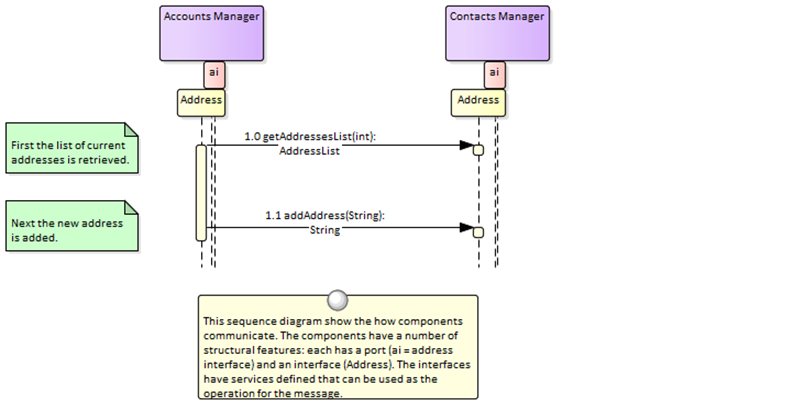 Accounts Manager
Contacts Manager
ai
ai
Address
Address
1.0 getAddressesList(int):
AddressList
First the list of current
addresses is retrieved.
1.1 addAddress(String):
String
Next the new address
is added.
This sequence diagram show the how components
communicate. The components have a number of
structural features: each has a port (ai = address
interface) and an interface (Address). The interfaces
have services defined that can be used as the
operation for the message.